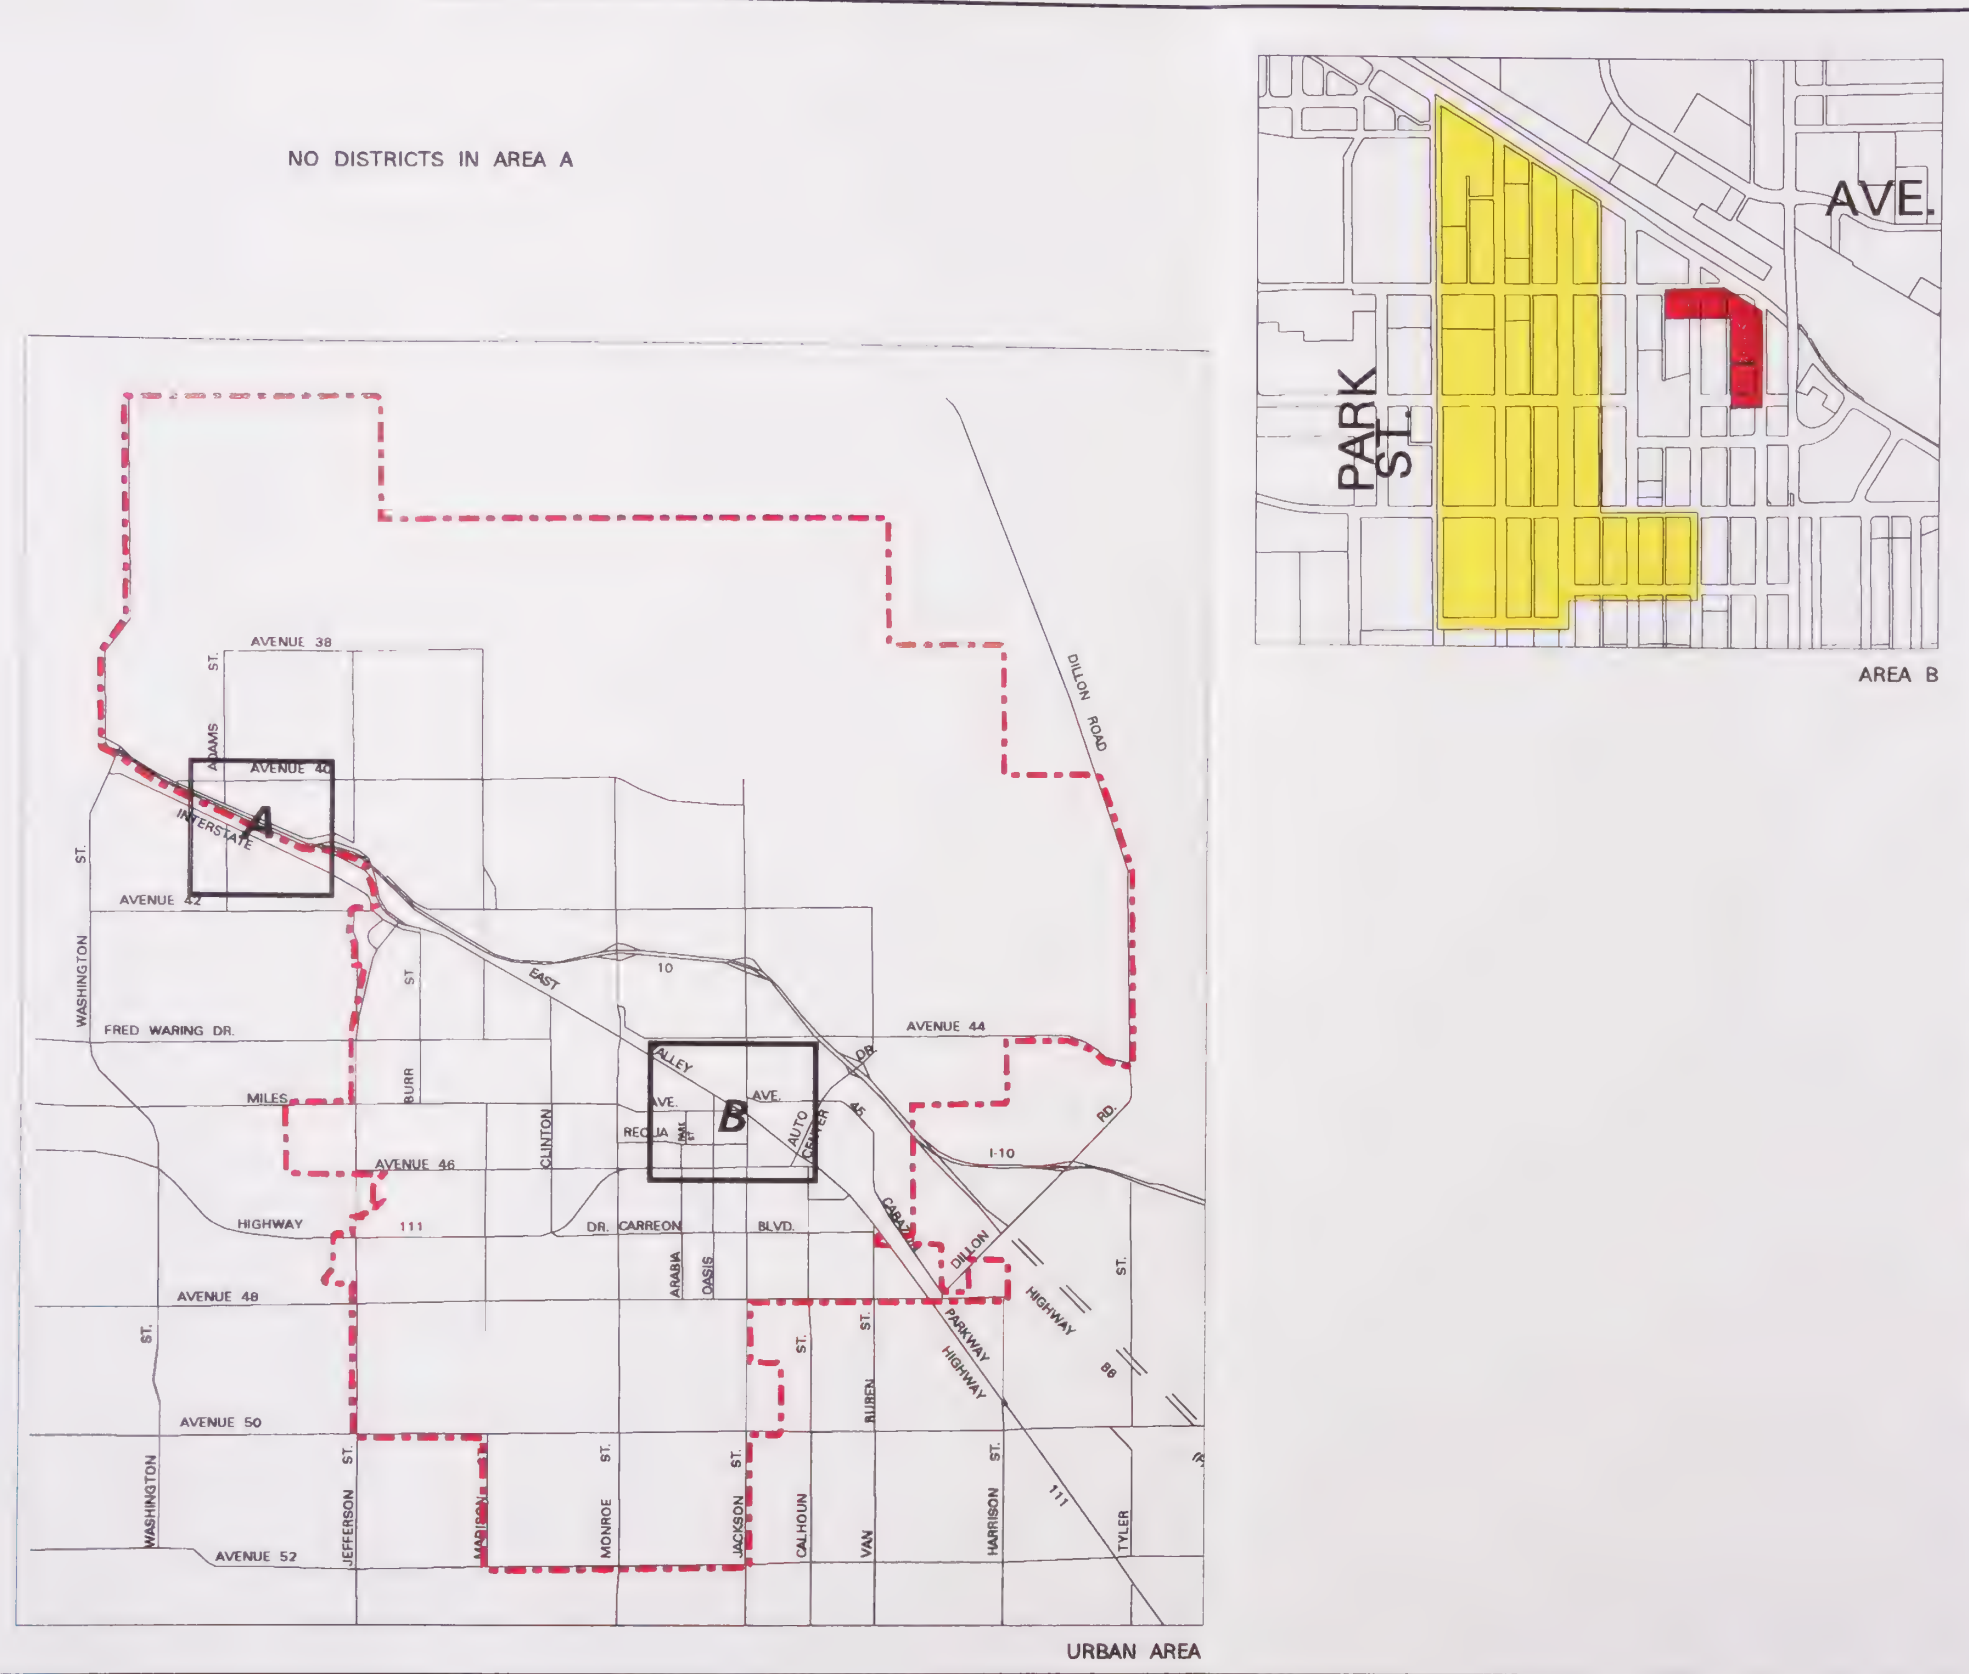 NO DISTRICTS IN AREA A
AVE.
PARK
ST.
AREA B
AVENUE 38
ST.
ADAMS
AVENUE 40
DILLON ROAD
A
INTERSTATE
ST.
AVENUE 42
WASHINGTON
ST
EAST
10
FRED WARING DR.
AVENUE 44
ALLEY
DR.
MILES
BURR
AVE.
AVE.
45
B
CLINTON
REQUA
PARK
ST
AUTO
CENTER
RD.
AVENUE 46
I-10
HIGHWAY
111
DR. CARREON
BLVD.
DILLON
ARABIA
OASIS
ST.
AVENUE 48
HIGHWAY
86
ST.
ST.
ST.
PARKWAY
HIGHWAY
BUREN
AVENUE 50
WASHINGTON
JEFFERSON
ST.
MADISON
MONROE
ST.
JACKSON
ST.
CALHOUN
VAN
HARRISON
ST.
111
TYLER
AVENUE 52
URBAN AREA